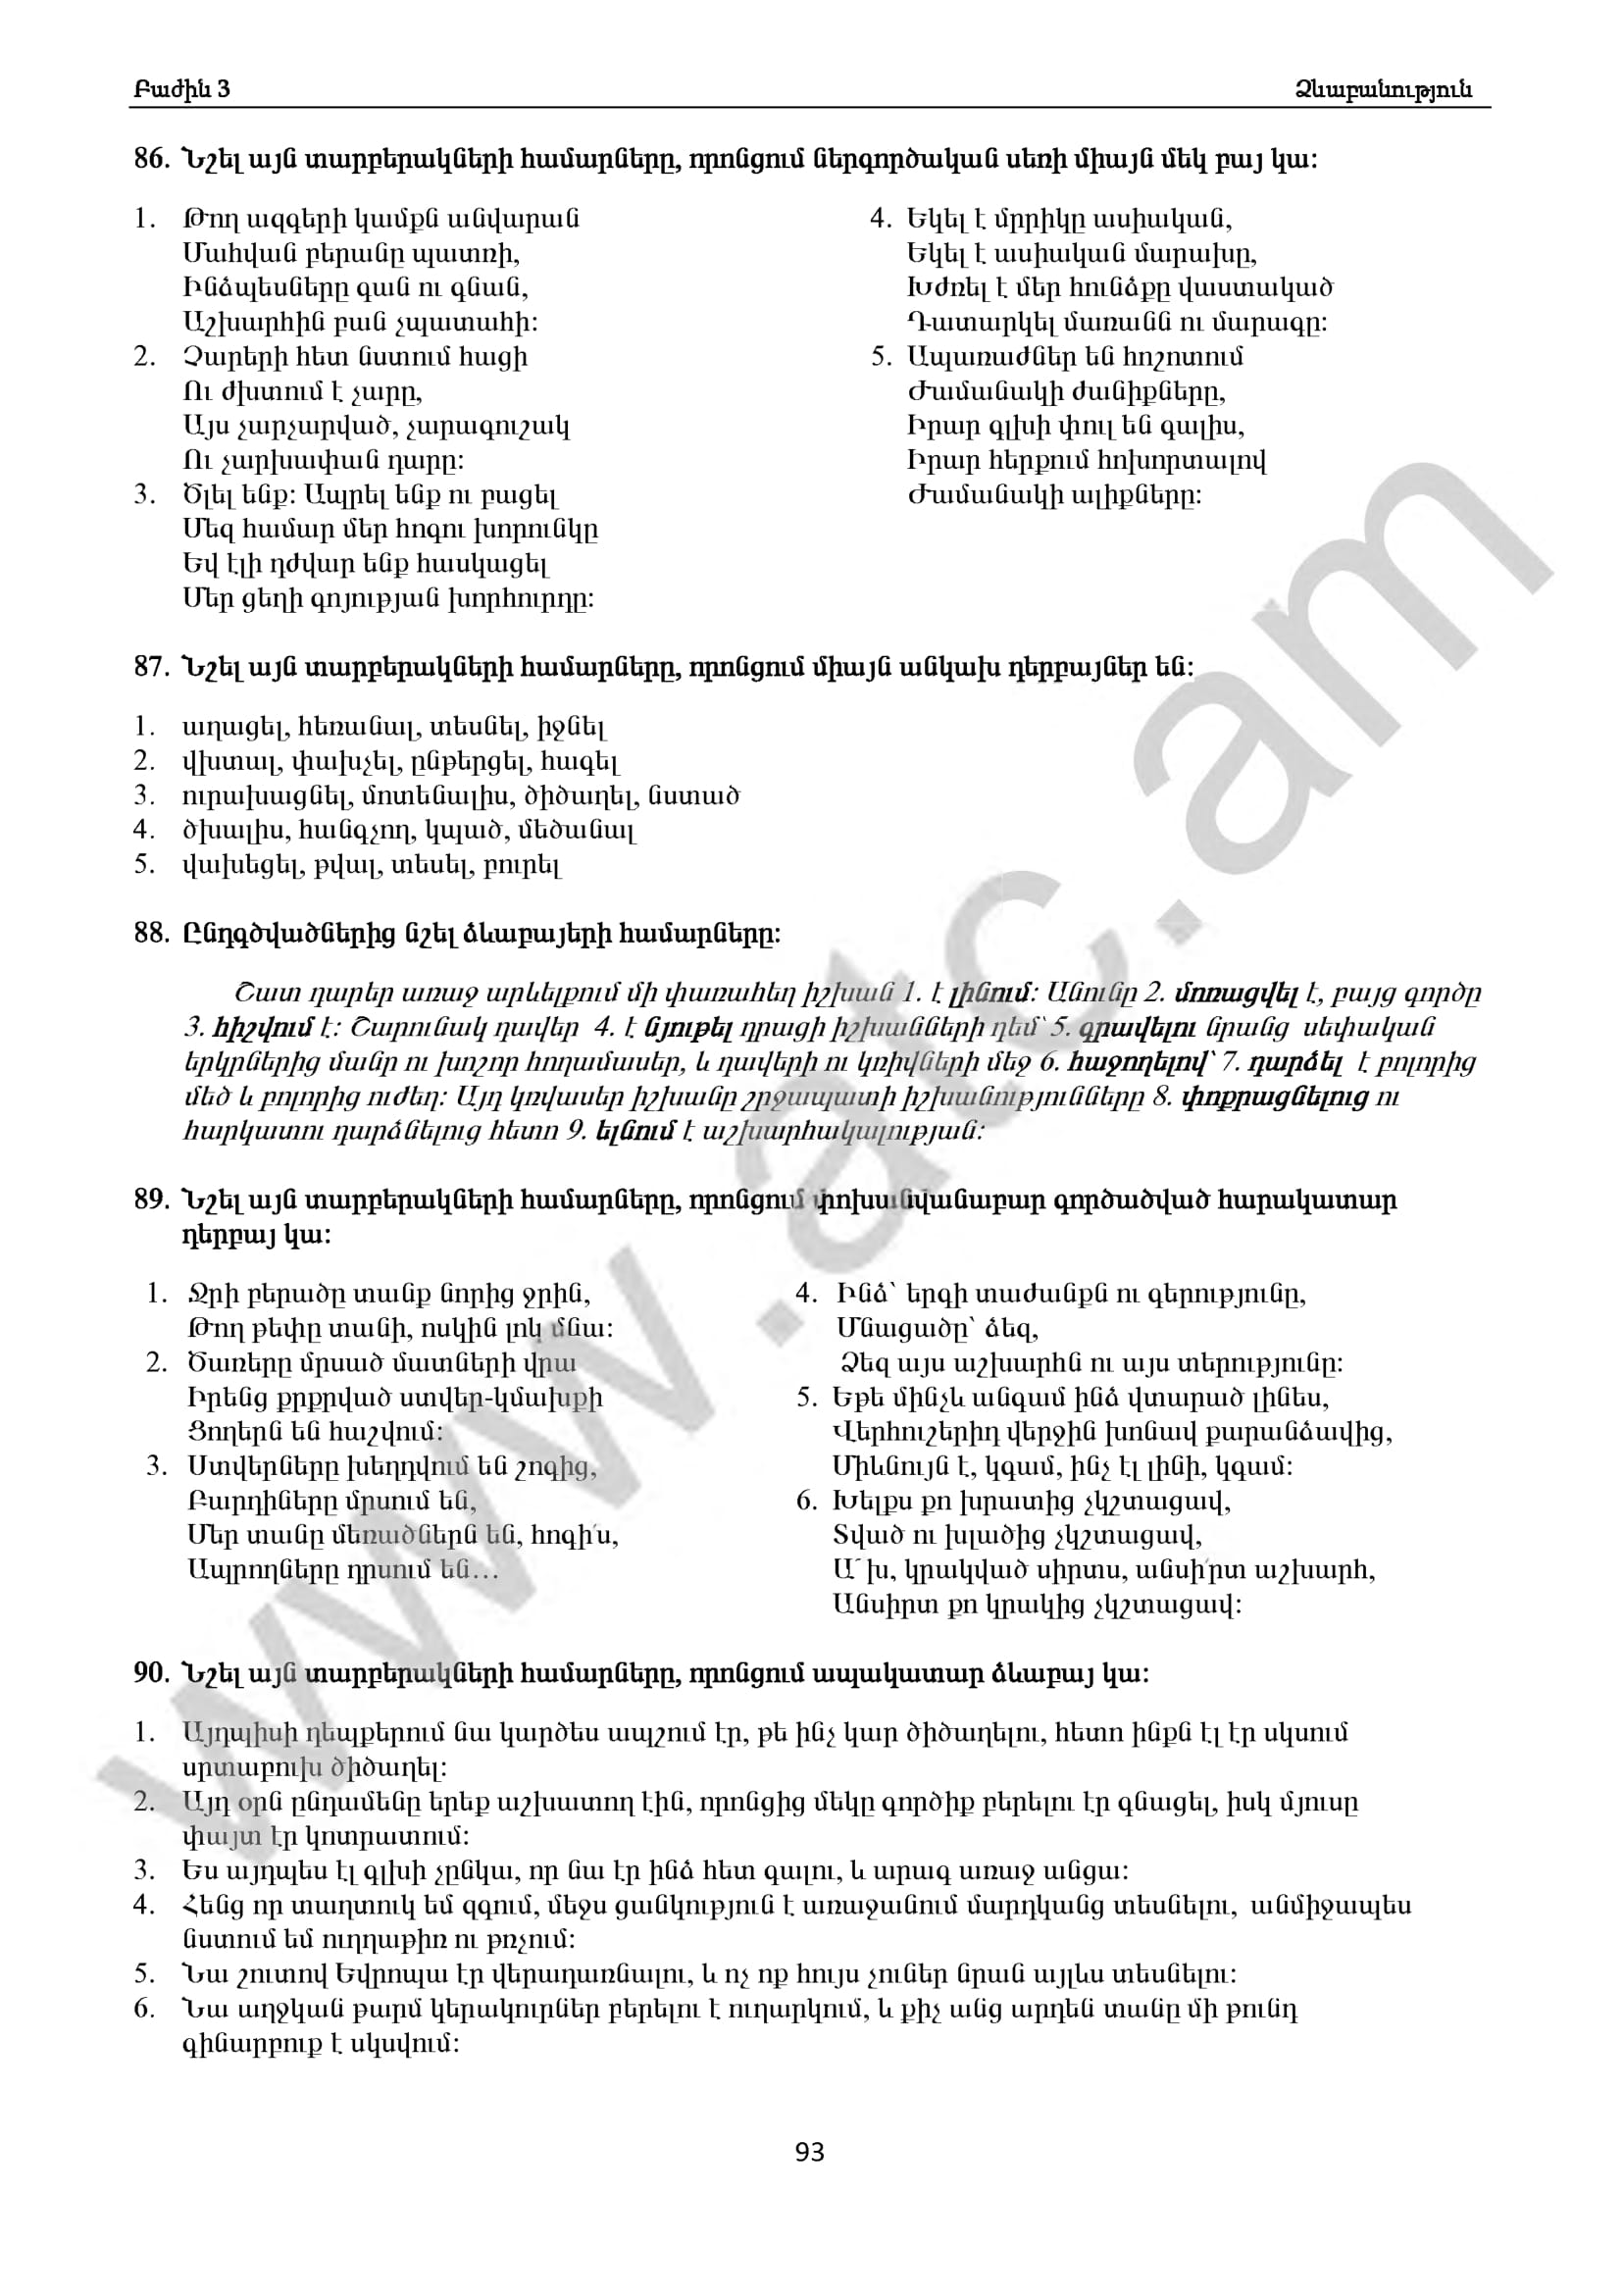 Բաժին 3
Ձևաբանություն
86. Նշել այն տարբերակների համարները, որոնցում ներգործական սեռի միայն մեկ բայ կա:
1. Թող ազգերի կամքն անվարան
Մահվան բերանը պատռի,
Ինձպեսները գան ու գնան,
Աշխարհին բան չպատահի:
2. Չարերի հետ նստում հացի
Ու ժխտում է չարը,
Այս չարչարված, չարագուշակ
Ու չարխափան դարը:
3. Ծլել ենք: Ապրել ենք ու բացել
Մեզ համար մեր հոգու խորունկը
Եվ էլի դժվար ենք հասկացել
Մեր ցեղի գոյության խորհուրդը:
4. Եկել է մրրիկը ասիական,
Եկել է ասիական մարախը,
Խժռել է մեր հունձքը վաստակած
Դատարկել մառանն ու մարագը:
5. Ապառաժներ են հոշոտում
Ժամանակի ժանիքները,
Իրար գլխի փուլ են գալիս,
Իրար հերքում հոխորտալով
Ժամանակի ալիքները:
87. Նշել այն տարբերակների համարները, որոնցում միայն անկախ դերբայներ են:
1. աղացել, հեռանալ, տեսնել, իջնել
2. վխտալ, փախչել, ընթերցել, հագել
3. ուրախացնել, մոտենալիս, ծիծաղել, նստած
4. ծխալիս, հանգչող, կպած, մեծանալ
5. վախեցել, թվալ, տեսել, բուրել
88. Ընդգծվածներից նշել ձևաբայերի համարները:
Շատ դարեր առաջ արևելքում մի փառահեղ իշխան 1. է լինում: Անունը 2. մոռացվել է, բայց գործը
3. հիշվում է: Շարունակ դավեր 4. է նյութել դրացի իշխանների դեմ՝ 5. գրավելու նրանց սեփական
երկրներից մանր ու խոշոր հողամասեր, և դավերի ու կռիվների մեջ 6. հաջողելով՝ 7. դարձել է բոլորից
մեծ և բոլորից ուժեղ: Այդ կռվասեր իշխանը շրջապատի իշխանությունները 8. փոքրացնելուց ու
հարկատու դարձնելուց հետո 9. ելնում է աշխարհակալության:
89. Նշել այն տարբերակների համարները, որոնցում փոխանվանաբար գործածված հարակատար
դերբայ կա:
1. Ջրի բերածը տանք նորից ջրին,
Թող թեփը տանի, ոսկին լոկ մնա:
2. Ծառերը մրսած մատների վրա
Իրենց քրքրված ստվեր-կմախքի
Ցողերն են հաշվում:
3. Ստվերները խեղդվում են շոգից,
Բարդիները մրսում են,
Մեր տանը մեռածներն են, հոգի՛ս,
Ապրողները դրսում են...
4. Ինձ՝ երգի տաժանքն ու գերությունը,
Մնացածը՝ ձեզ,
Ձեզ այս աշխարհն ու այս տերությունը:
5. Եթե մինչև անգամ ինձ վտարած լինես,
Վերհուշերիդ վերջին խոնավ քարանձավից,
Միևնույն է, կգամ, ինչ էլ լինի, կգամ:
6. Խելքս քո խրատից չկշտացավ,
Տված ու խլածից չկշտացավ,
Ա՜խ, կրակված սիրտս, անսի՛րտ աշխարհ,
Անսիրտ քո կրակից չկշտացավ:
90. Նշել այն տարբերակների համարները, որոնցում ապակատար ձևաբայ կա:
1. Այդպիսի դեպքերում նա կարծես ապշում էր, թե ինչ կար ծիծաղելու, հետո ինքն էլ էր սկսում
սրտաբուխ ծիծաղել:
2. Այդ օրն ընդամենը երեք աշխատող էին, որոնցից մեկը գործիք բերելու էր գնացել, իսկ մյուսը
փայտ էր կոտրատում:
3. Ես այդպես էլ գլխի չընկա, որ նա էր ինձ հետ գալու, և արագ առաջ անցա:
4. Հենց որ տաղտուկ եմ զգում, մեջս ցանկություն է առաջանում մարդկանց տեսնելու, անմիջապես
նստում եմ ուղղաթիռ ու թռչում:
5. Նա շուտով Եվրոպա էր վերադառնալու, և ոչ ոք հույս չուներ նրան այլևս տեսնելու:
6. Նա աղջկան թարմ կերակուրներ բերելու է ուղարկում, և քիչ անց արդեն տանը մի թունդ
գինարբուք է սկսվում:
93
www.atc.am